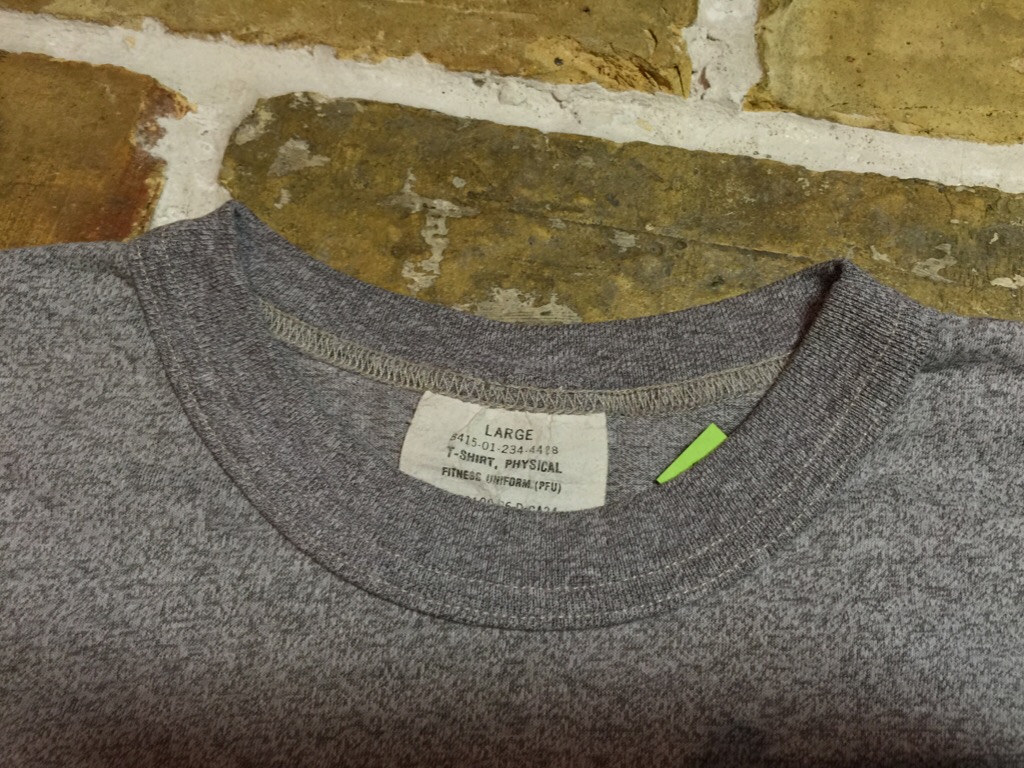 LARGE
8415-01-234-4418
T-SHIRT, PHYSICAL
FITNESS UNIFORM (PFU)